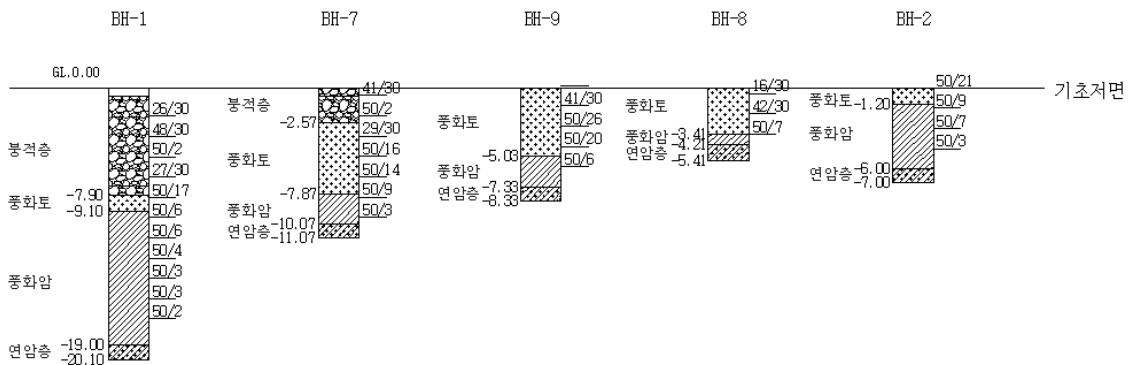 BH-1
BH-7
BH-9
BH-8
BH-2
GL.0.00
기초저면
붕적층
풍화토
풍화암
연암층
-7.90
-9.10
-19.00
-20.10
26/30
48/30
50/2
27/30
50/17
50/6
50/6
50/4
50/3
50/3
50/2
붕적층
풍화토
풍화암
연암층
-2.57
-7.87
-10.07
-11.07
41/30
50/2
29/30
50/16
50/14
50/9
50/3
풍화토
풍화암
연암층
-5.03
-7.33
-8.33
41/30
50/26
50/20
50/6
풍화토
풍화암
연암층
-3.41
-4.21
-5.41
16/30
42/30
50/7
풍화토
풍화암
연암층
-1.20
-6.00
-7.00
50/21
50/9
50/7
50/3